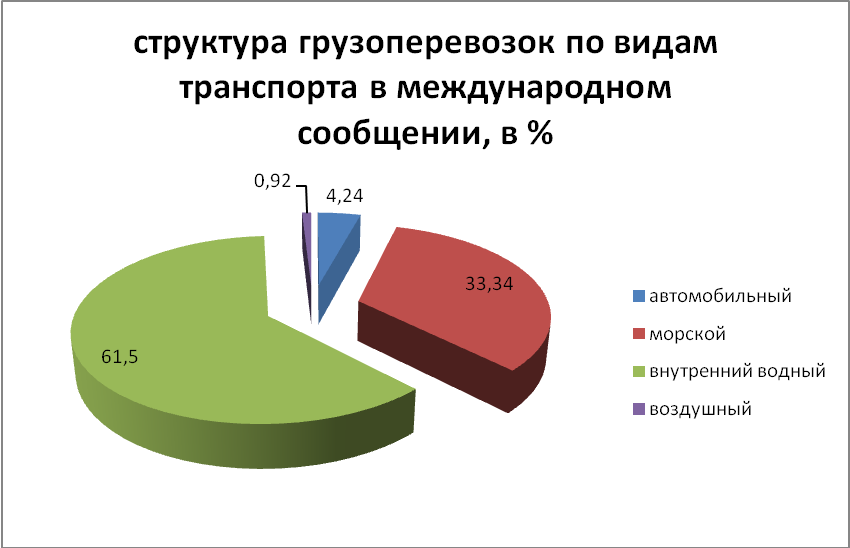 структура грузоперевозок по видам
транспорта в международном
сообщении, в %
0,92
4,24
33,34
61,5
автомобильный
морской
внутренний водный
воздушный